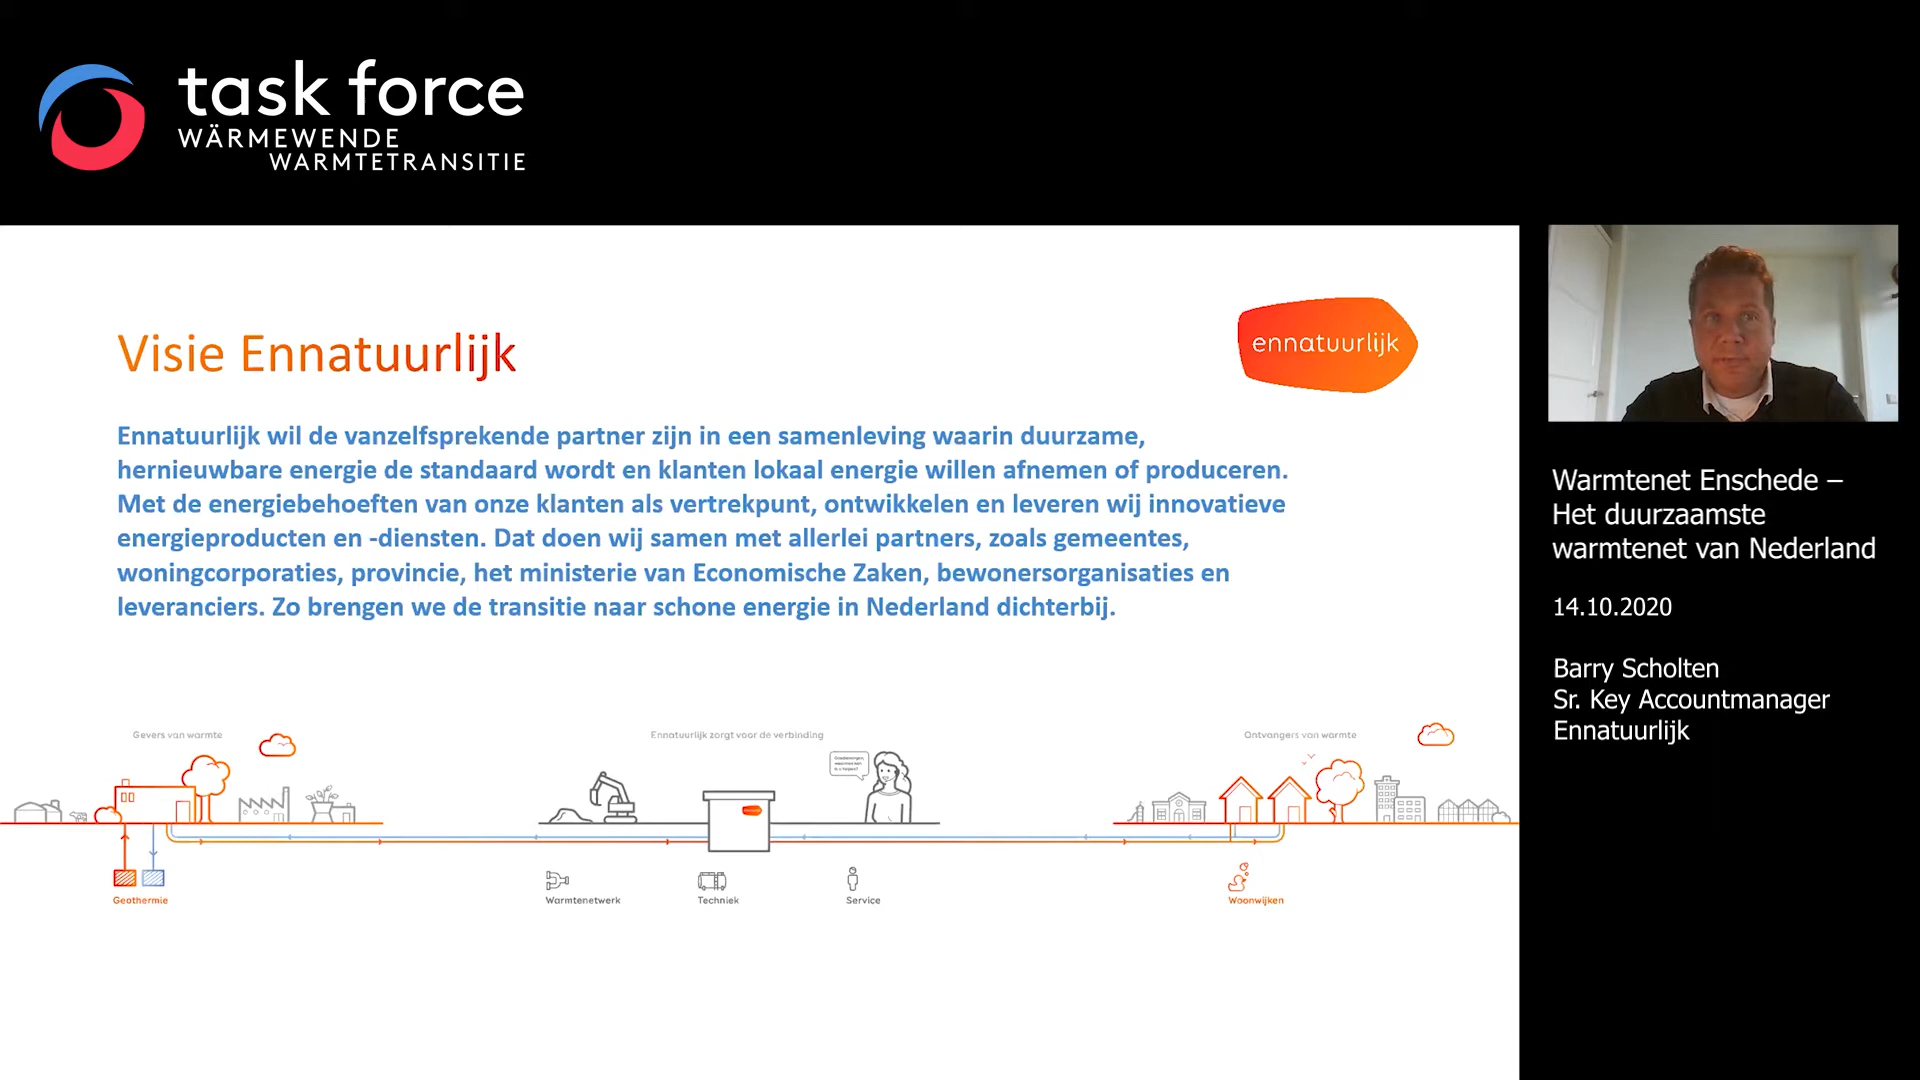 task force
WÄRMEWENDE
WARMTETRANSITIE
Visie Ennatuurlijk
ennatuurlijk
Ennatuurlijk wil de vanzelfsprekende partner zijn in een samenleving waarin duurzame,
hernieuwbare energie de standaard wordt en klanten lokaal energie willen afnemen of produceren.
Met de energiebehoeften van onze klanten als vertrekpunt, ontwikkelen en leveren wij innovatieve
energieproducten en -diensten. Dat doen wij samen met allerlei partners, zoals gemeentes,
woningcorporaties, provincie, het ministerie van Economische Zaken, bewonersorganisaties en
leveranciers. Zo brengen we de transitie naar schone energie in Nederland dichterbij.
Gevers van warmte
Ennatuurlijk zorgt voor de verbinding
Ontvangers van warmte
Geothermie
Warmtenetwerk
Techniek
Service
Woonwijken
Warmtenet Enschede –
Het duurzaamste
warmtenet van Nederland
14.10.2020
Barry Scholten
Sr. Key Accountmanager
Ennatuurlijk